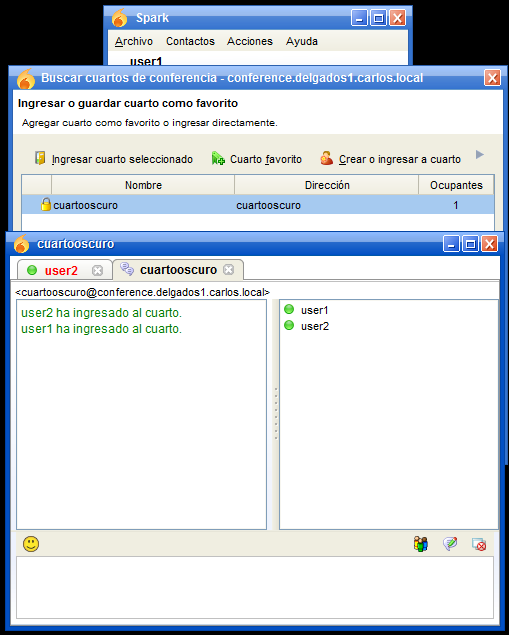 Spark
Archivo Contactos Acciones Ayuda
user1
Buscar cuartos de conferencia - conference.delgados1.carlos.local
Ingresar o guardar cuarto como favorito
Agregar cuarto como favorito o ingresar directamente.
Ingresar cuarto seleccionado Cuarto favorito Crear o ingresar a cuarto
Nombre Dirección Ocupantes
cuartooscuro cuartooscuro 1
cuartooscuro
user2 cuartooscuro
<cuartooscuro@conference.delgados1.carlos.local>
user2 ha ingresado al cuarto. user1
user1 ha ingresado al cuarto. user2